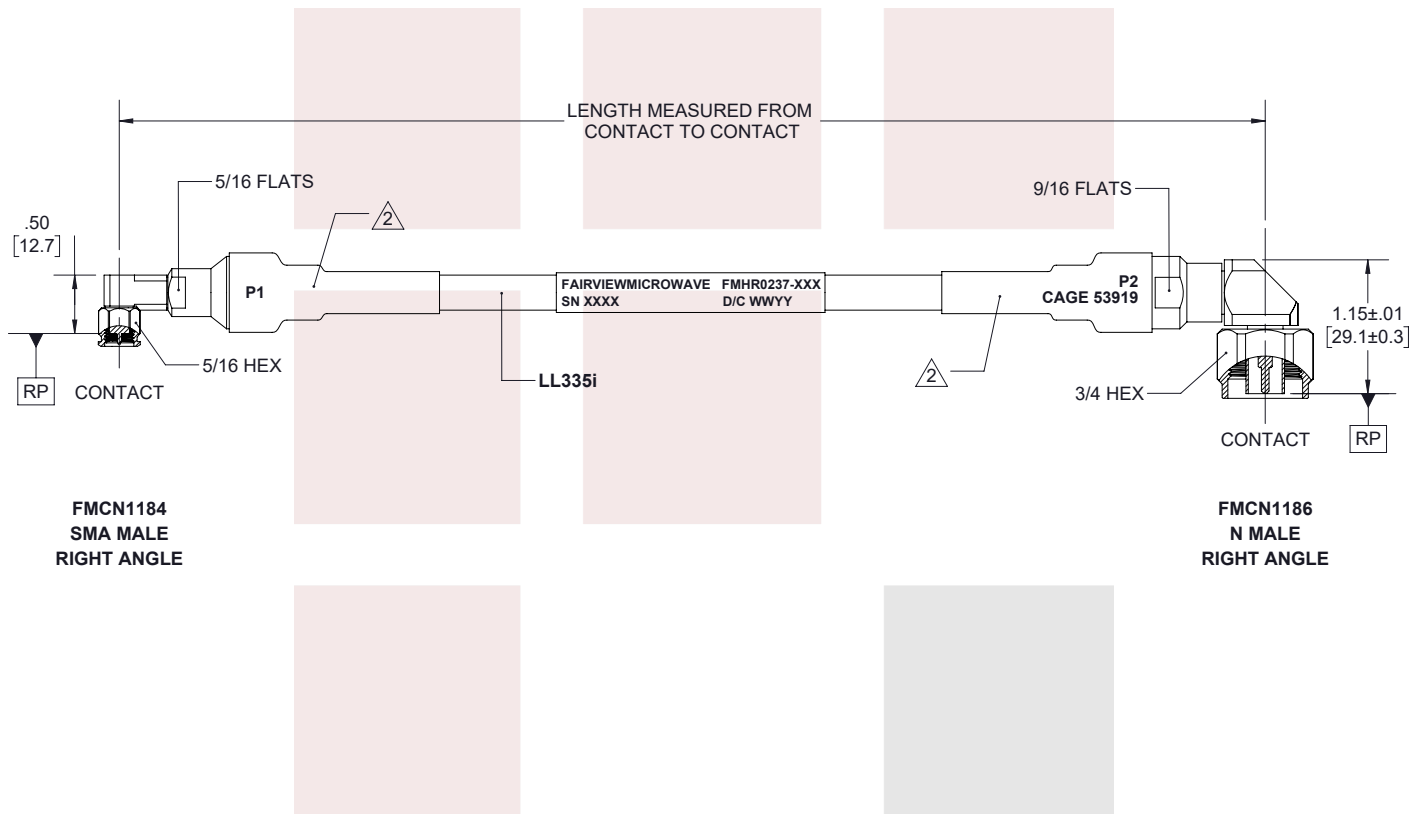 LENGTH MEASURED FROM
CONTACT TO CONTACT
5/16 FLATS
9/16 FLATS
.50
[12.7]
2
P1
FAIRVIEWMICROWAVE FMHR0237-XXX
SN XXXX D/C WWYY
P2
CAGE 53919
1.15±.01
[29.1±0.3]
5/16 HEX
LL335i
2
3/4 HEX
RP
CONTACT
CONTACT
RP
FMCN1184
SMA MALE
RIGHT ANGLE
FMCN1186
N MALE
RIGHT ANGLE